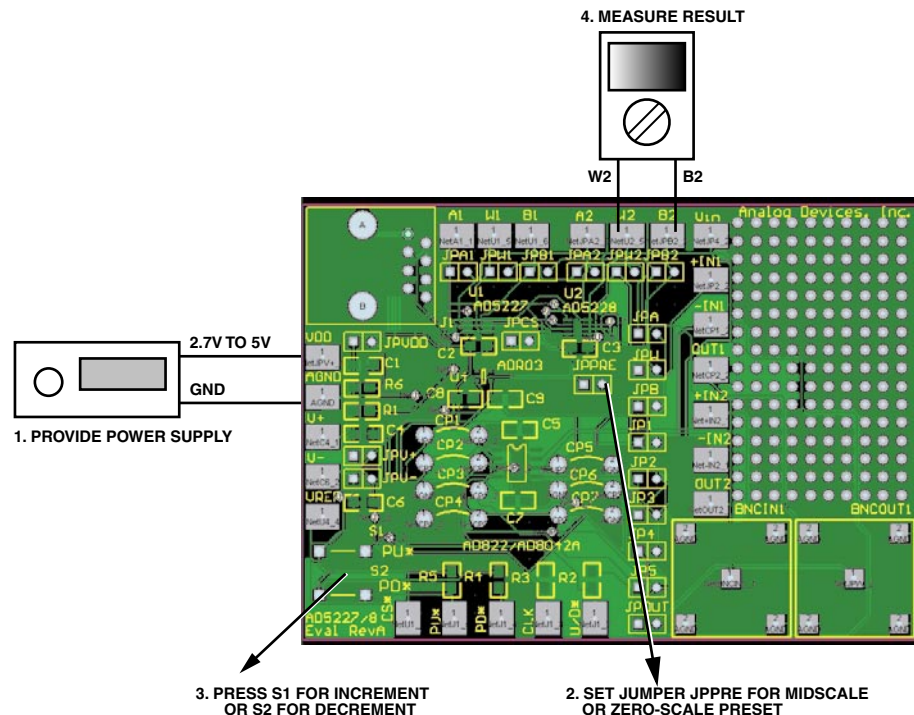 4. MEASURE RESULT
W2
B2
A1 W1 B1 A2 W2 B2 Vin Analog Devices, Inc.
JPA1 JPW1 JPB1 JPA2 JPW2 JPB2
+IN1
-IN1
OUT1
+IN2
-IN2
OUT2
A
B
U1 AD5227
U2 AD5228
J1 JPCS
C2
C3
ADR03
JPPRE
JPA
JPW
JPB
JP1
JP2
JP3
JP4
JP5
JPOUT
2.7V TO 5V
GND
1. PROVIDE POWER SUPPLY
VDD JPVDD
C1
AGND
AGND
R6
R1
V+
C4
JPV+
V-
JPV-
VREF
C6
C8
C9
CP1
CP2
CP3
CP4
C5
C7
CP5
CP6
CP7
S1
PU*
AD822/AD8042A
S2
PD*
R5 R4 R3 R2
CS*
PU*
PD*
CLK
U/D*
BNCIN1 BNCOUT1
AD5227/8
Eval RevA
3. PRESS S1 FOR INCREMENT
OR S2 FOR DECREMENT
2. SET JUMPER JPPRE FOR MIDSCALE
OR ZERO-SCALE PRESET